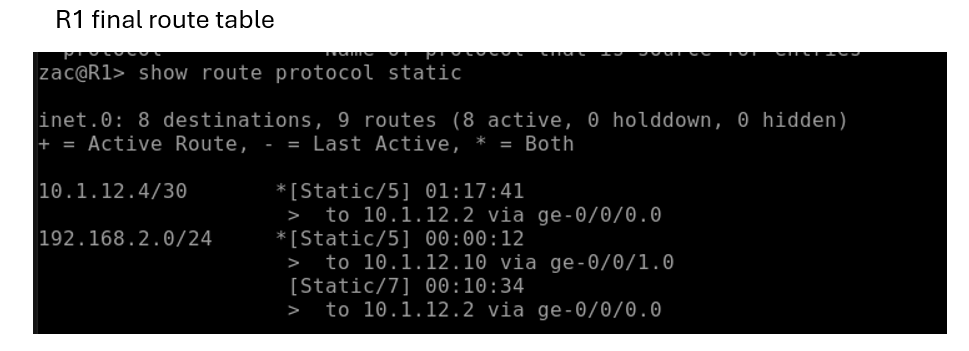 R1 final route table
zac@R1> show route protocol static
inet.0: 8 destinations, 9 routes (8 active, 0 holddown, 0 hidden)
+ = Active Route, - = Last Active, * = Both
10.1.12.4/30       *[Static/5] 01:17:41
                    >  to 10.1.12.2 via ge-0/0/0.0
192.168.2.0/24     *[Static/5] 00:00:12
                    >  to 10.1.12.10 via ge-0/0/1.0
                    [Static/7] 00:10:34
                    >  to 10.1.12.2 via ge-0/0/0.0